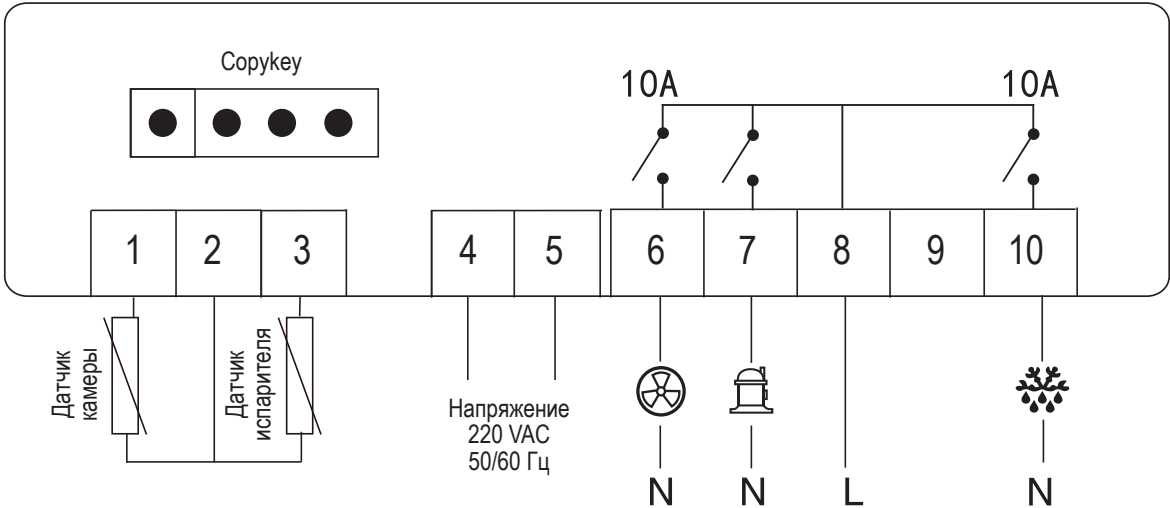 Copykey
10A
10A
1
2
3
4
5
6
7
8
9
10
Датчик
камеры
Датчик
испарителя
Напряжение
220 VAC
50/60 Гц
N
N
L
N